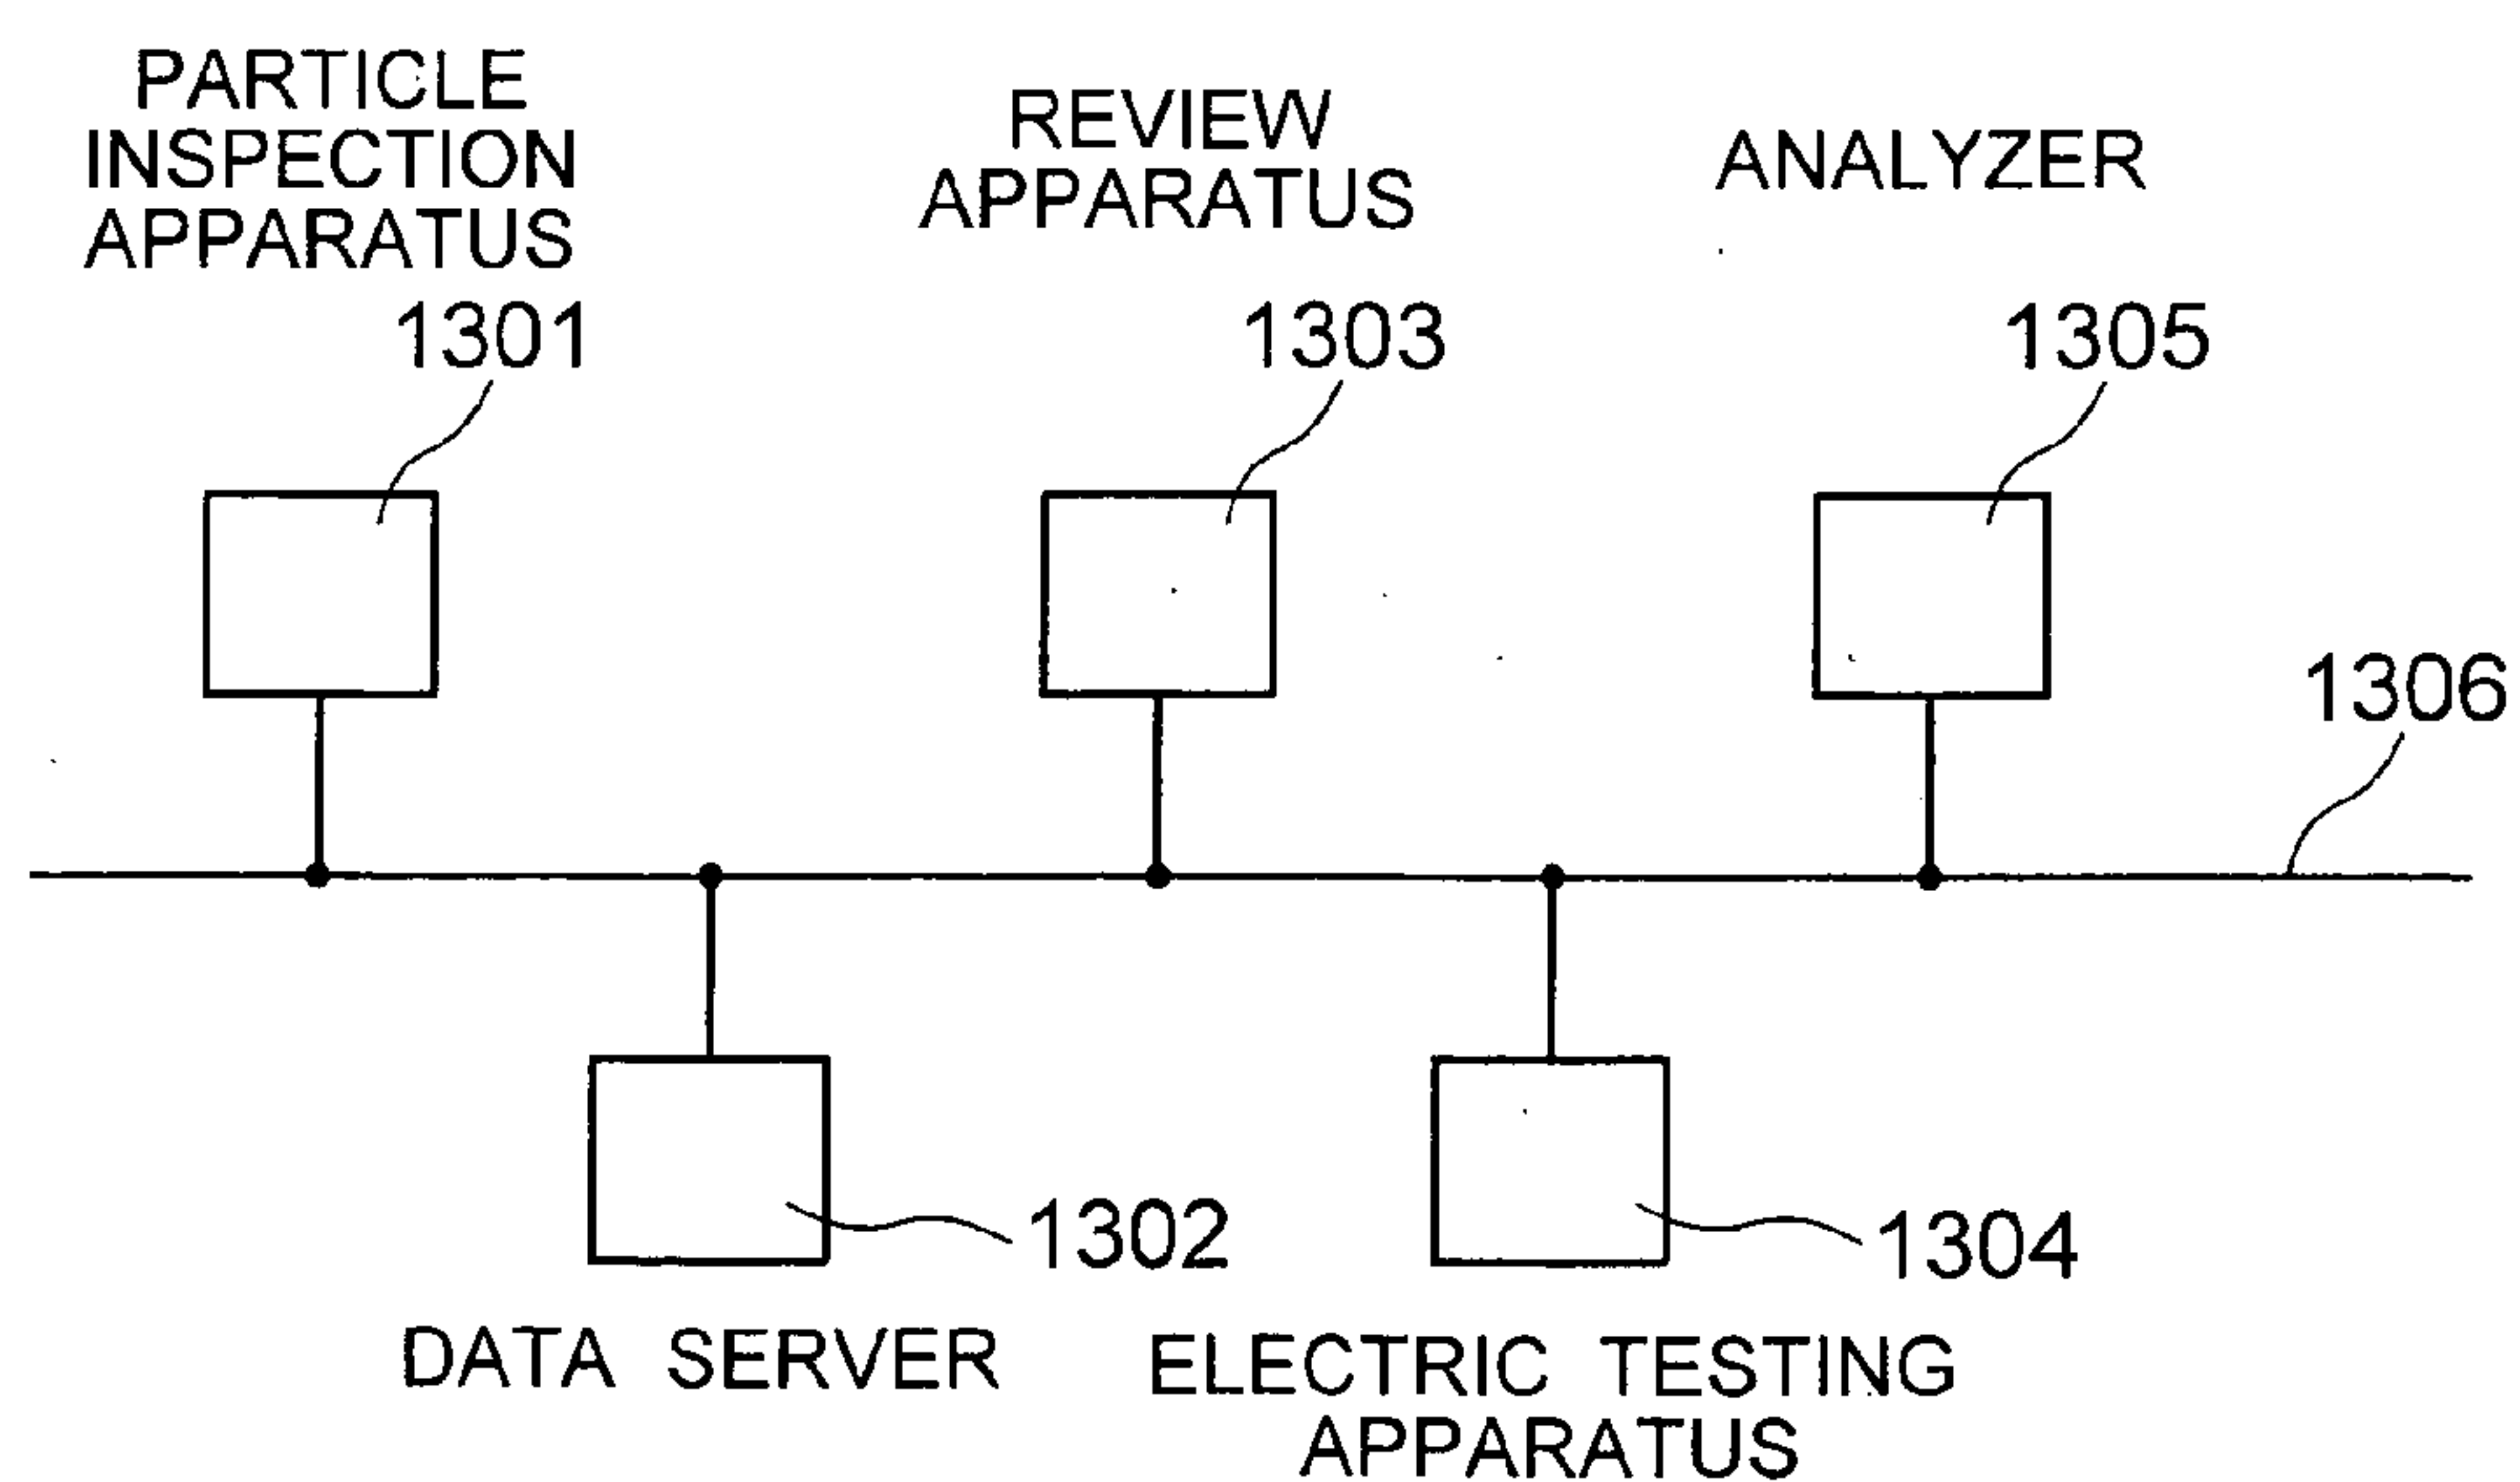 PARTICLE
INSPECTION
APPARATUS
1301
REVIEW
APPARATUS
1303
ANALYZER
1305
1306
1302
DATA SERVER
1304
ELECTRIC TESTING
APPARATUS